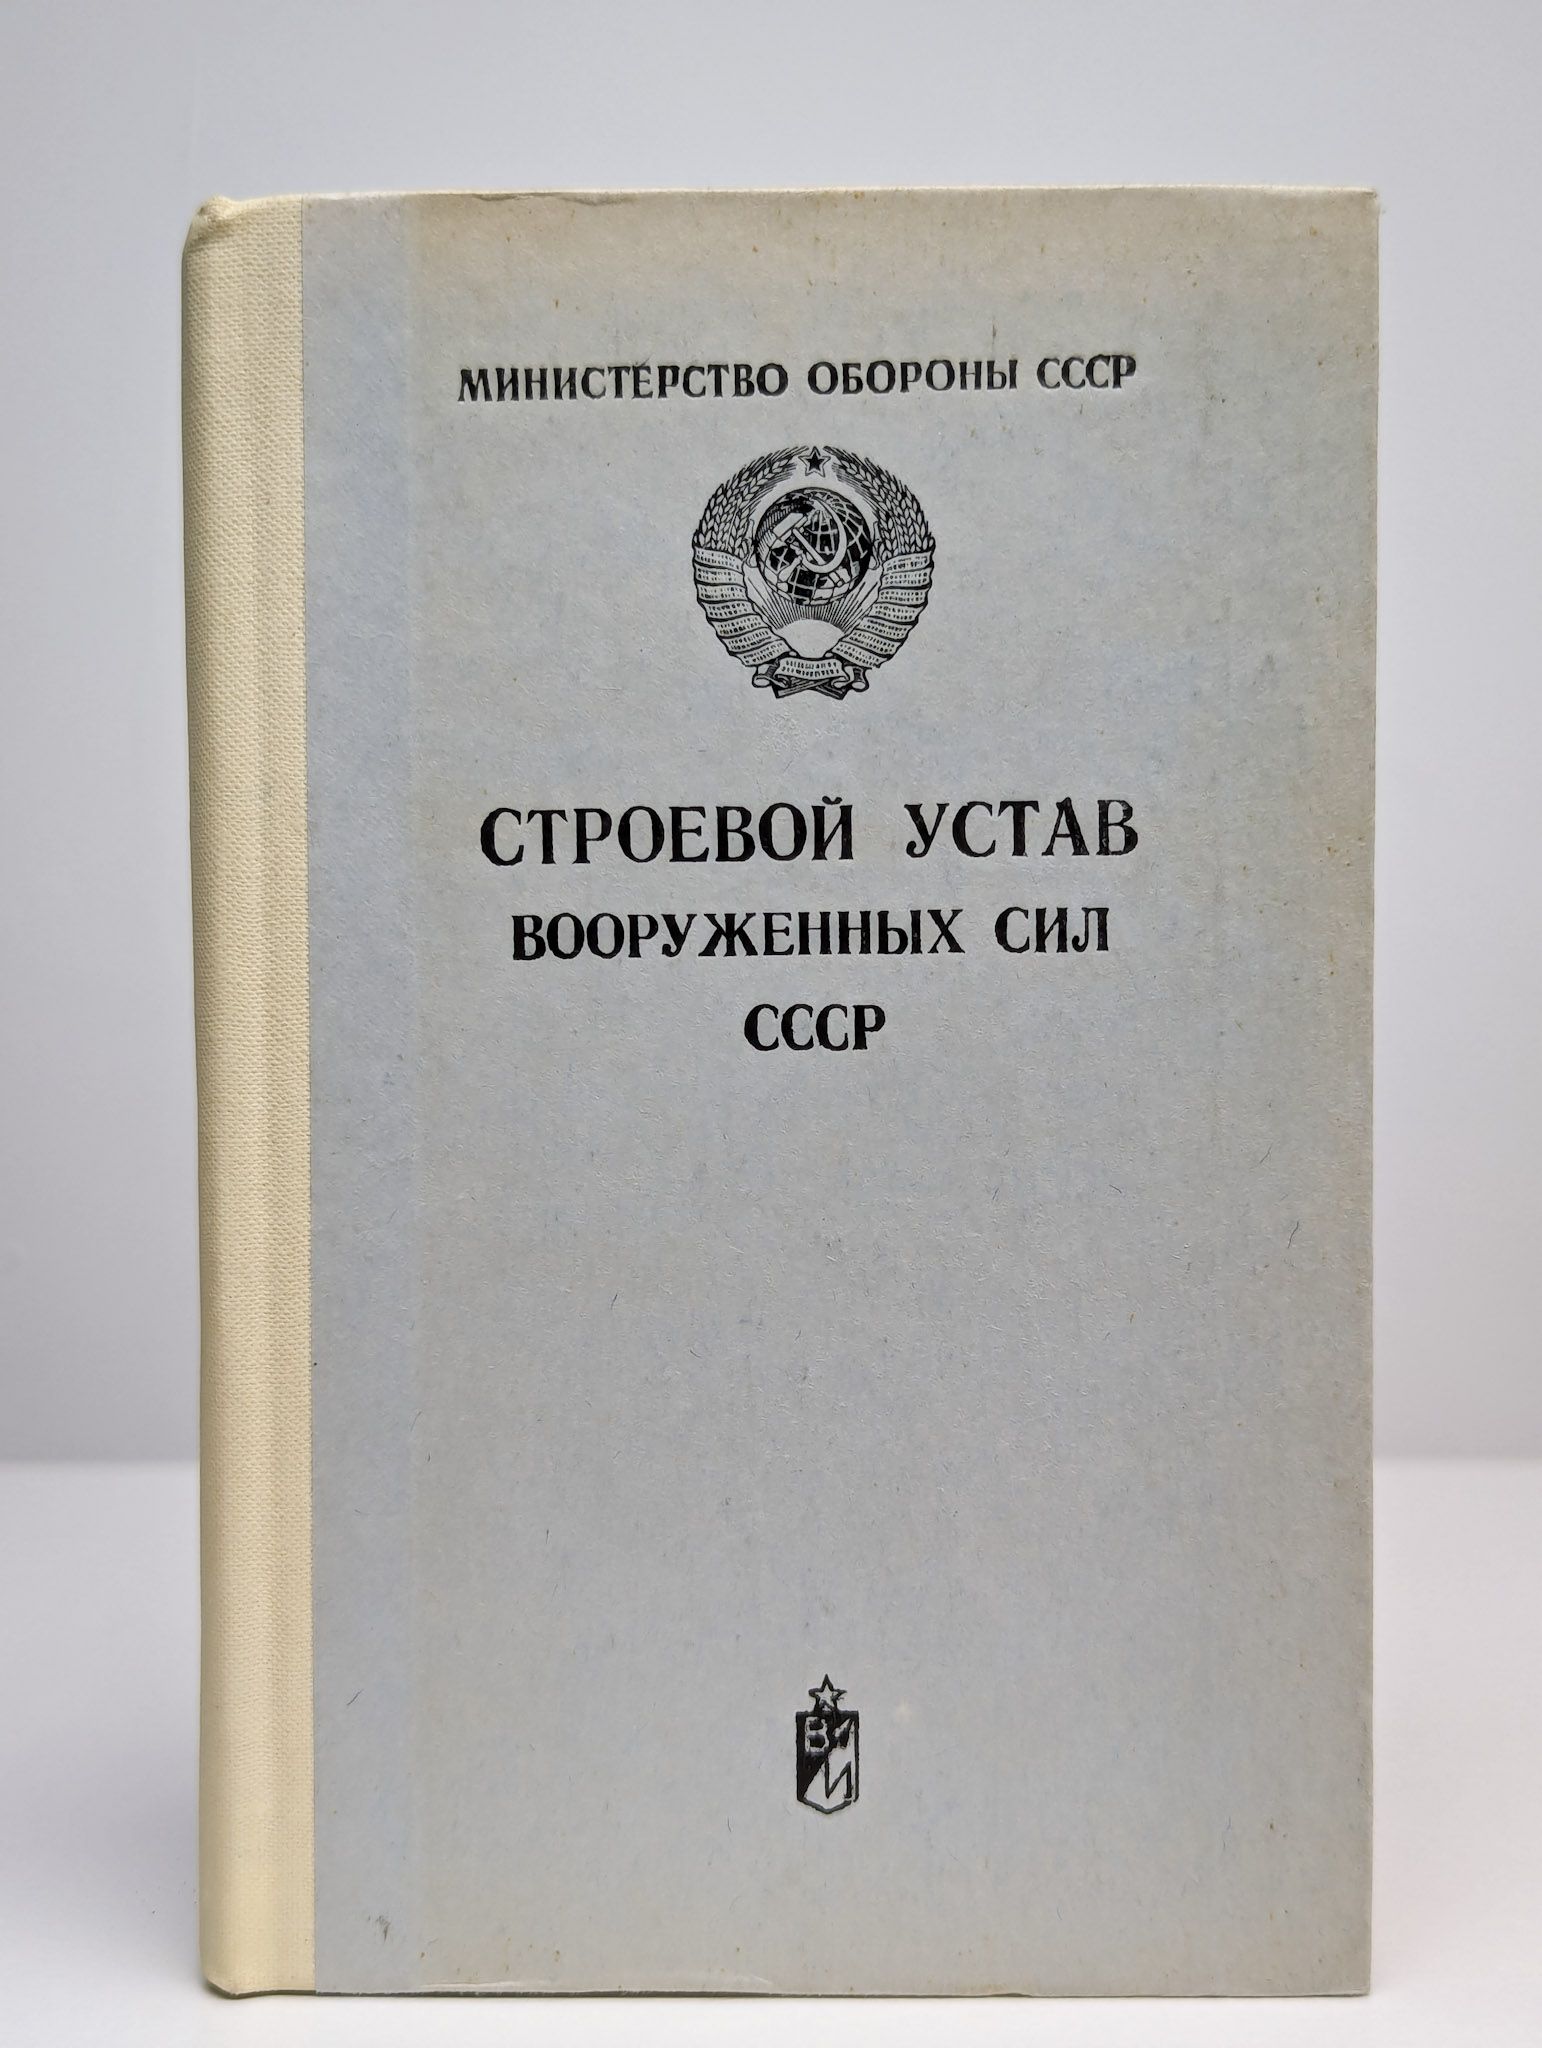 МИНИСТЕРСТВО ОБОРОНЫ СССР
СТРОЕВОЙ УСТАВ
ВООРУЖЕННЫХ СИЛ
СССР
ВИ